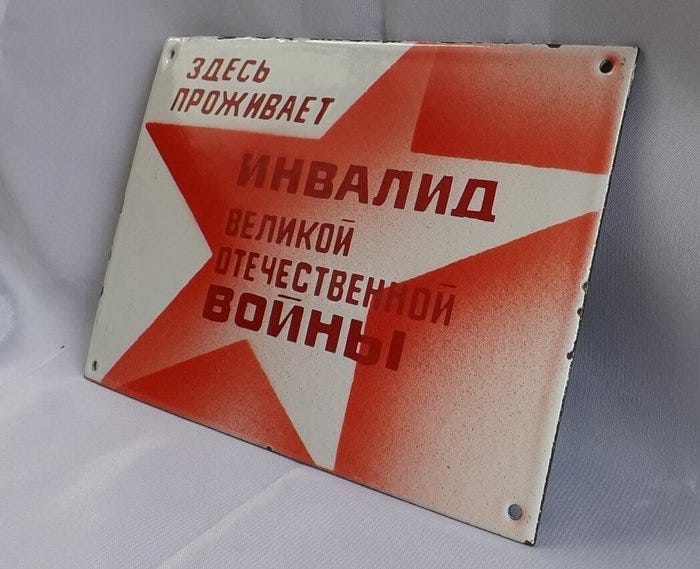 ЗДЕСЬ
ПРОЖИВАЕТ
ИНВАЛИД
ВЕЛИКОЙ
ОТЕЧЕСТВЕННОЙ
ВОЙНЫ